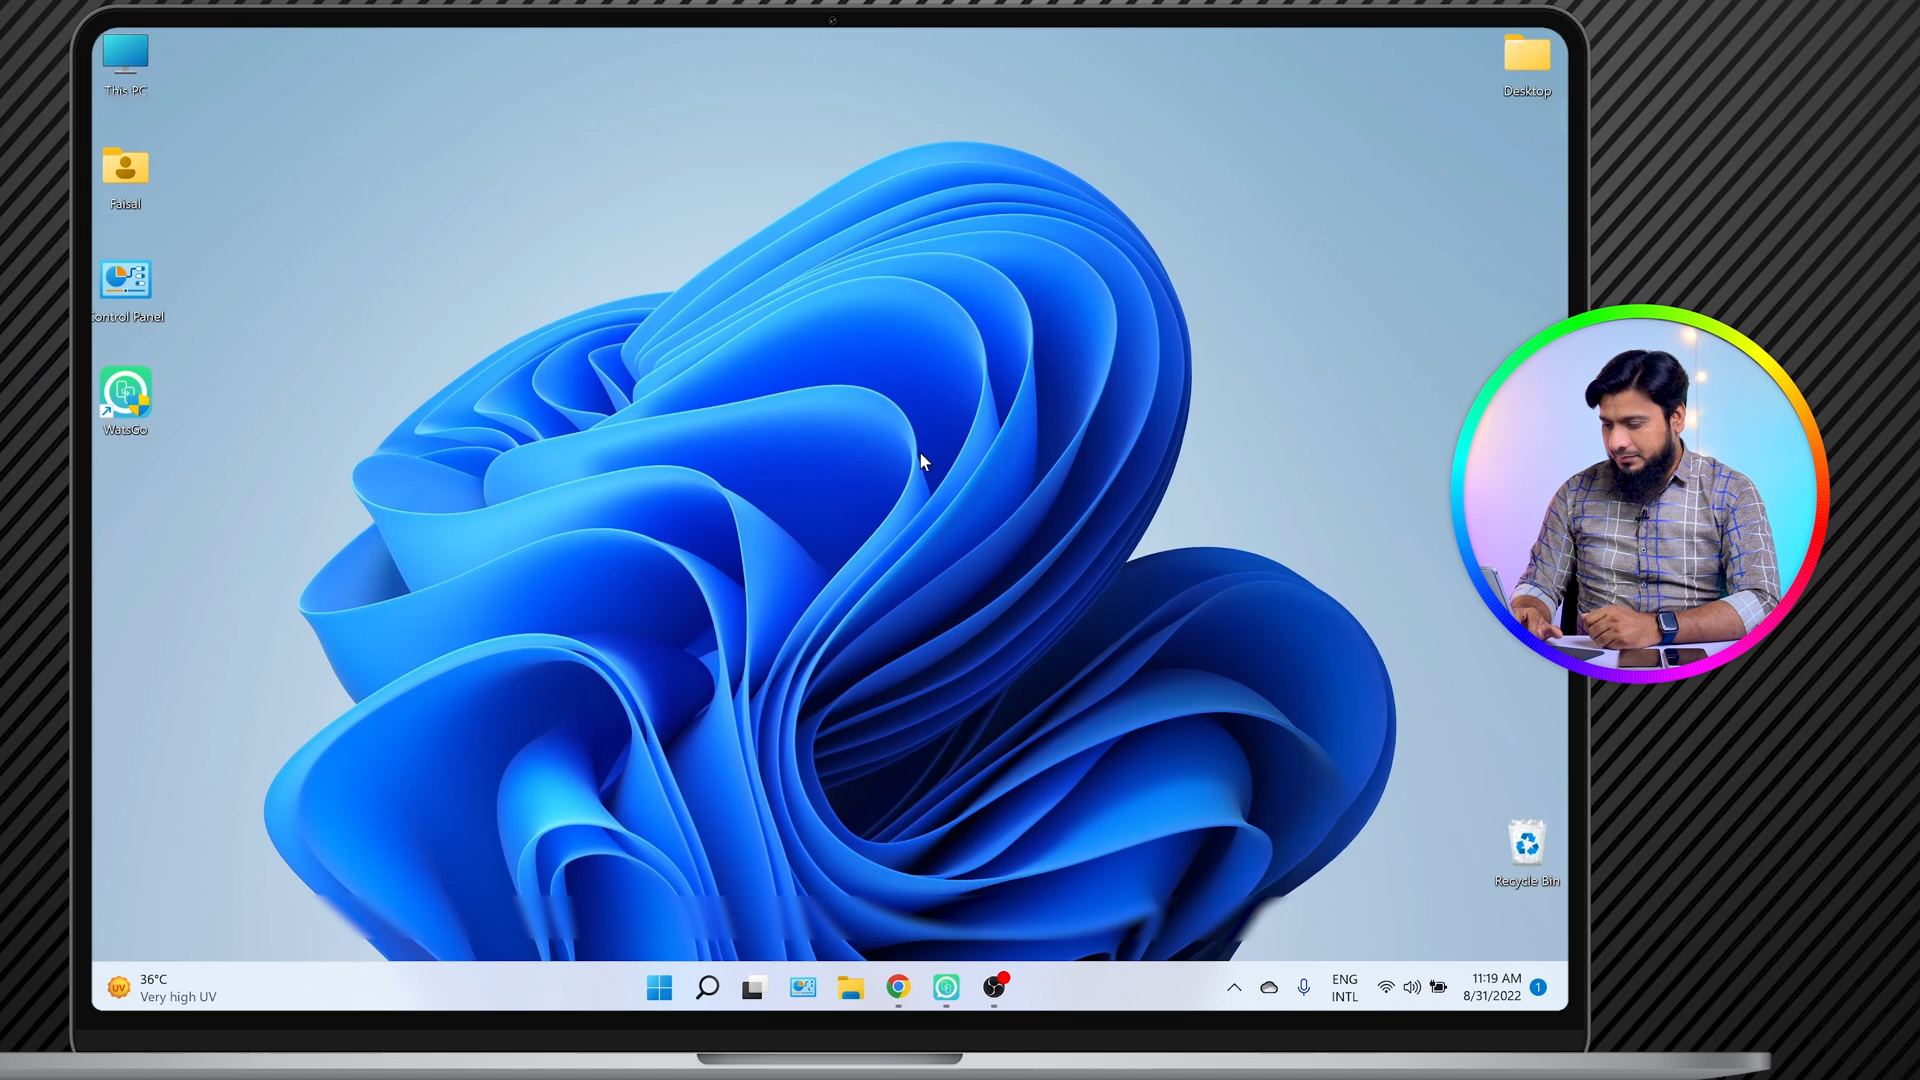 This PC
Desktop
Faisal
Control Panel
WatsGo
Recycle Bin
UV
36°C
Very high UV
ENG
INTL
11:19 AM
8/31/2022
1